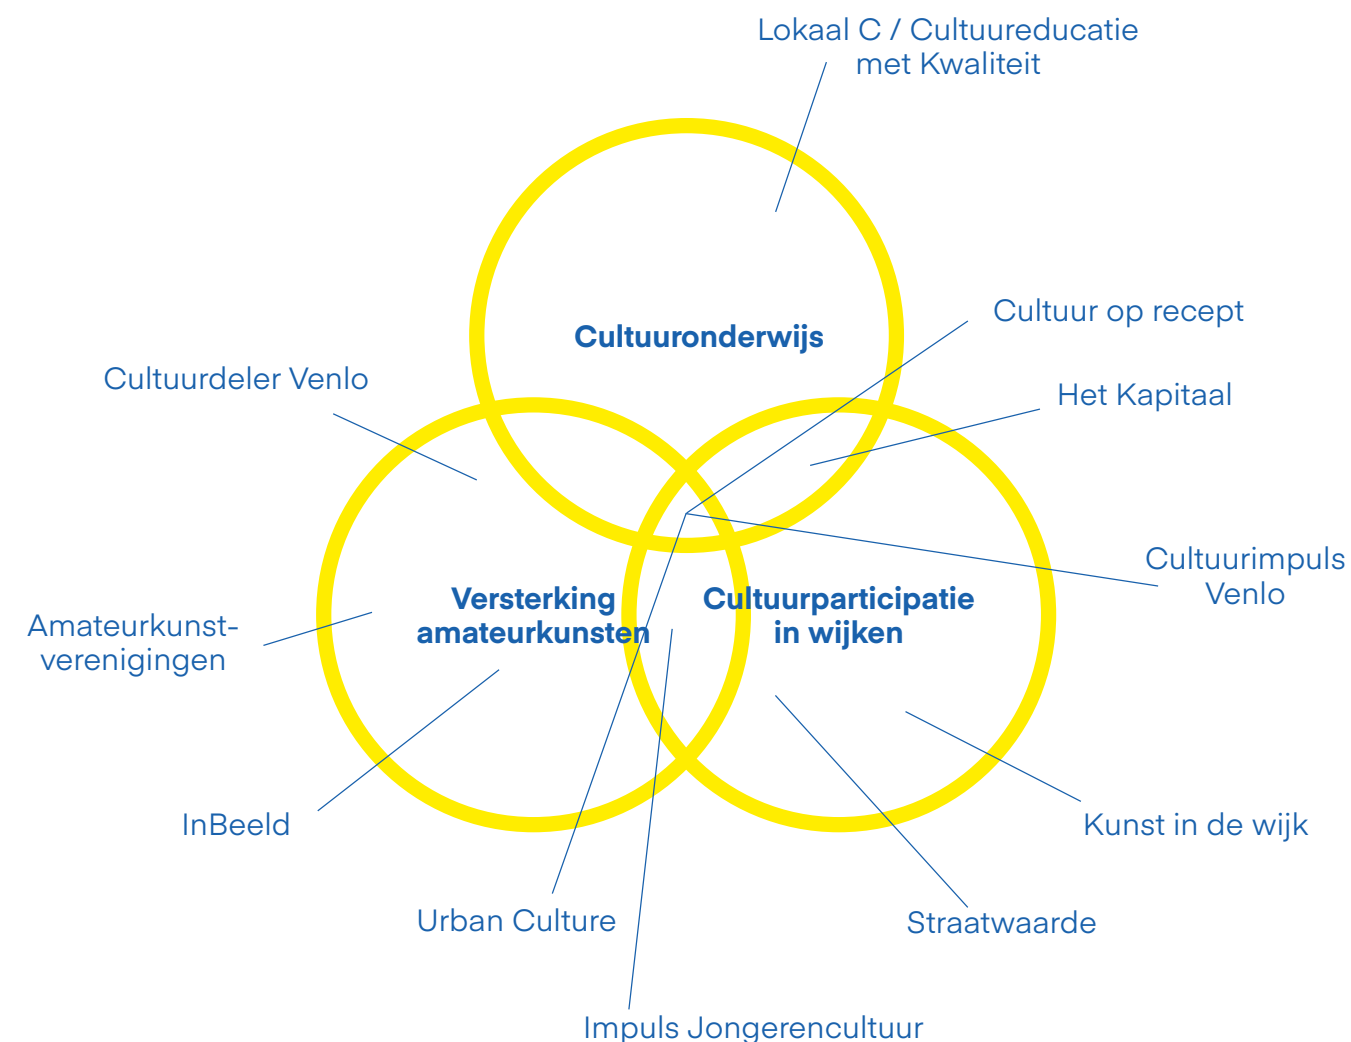 Lokaal C / Cultuureducatie
met Kwaliteit
Cultuur op recept
Cultuuronderwijs
Cultuurdeler Venlo
Het Kapitaal
Cultuurimpuls
Venlo
Versterking
amateurkunsten
Cultuurparticipatie
in wijken
Amateurkunst-
verenigingen
InBeeld
Kunst in de wijk
Urban Culture
Straatwaarde
Impuls Jongerencultuur